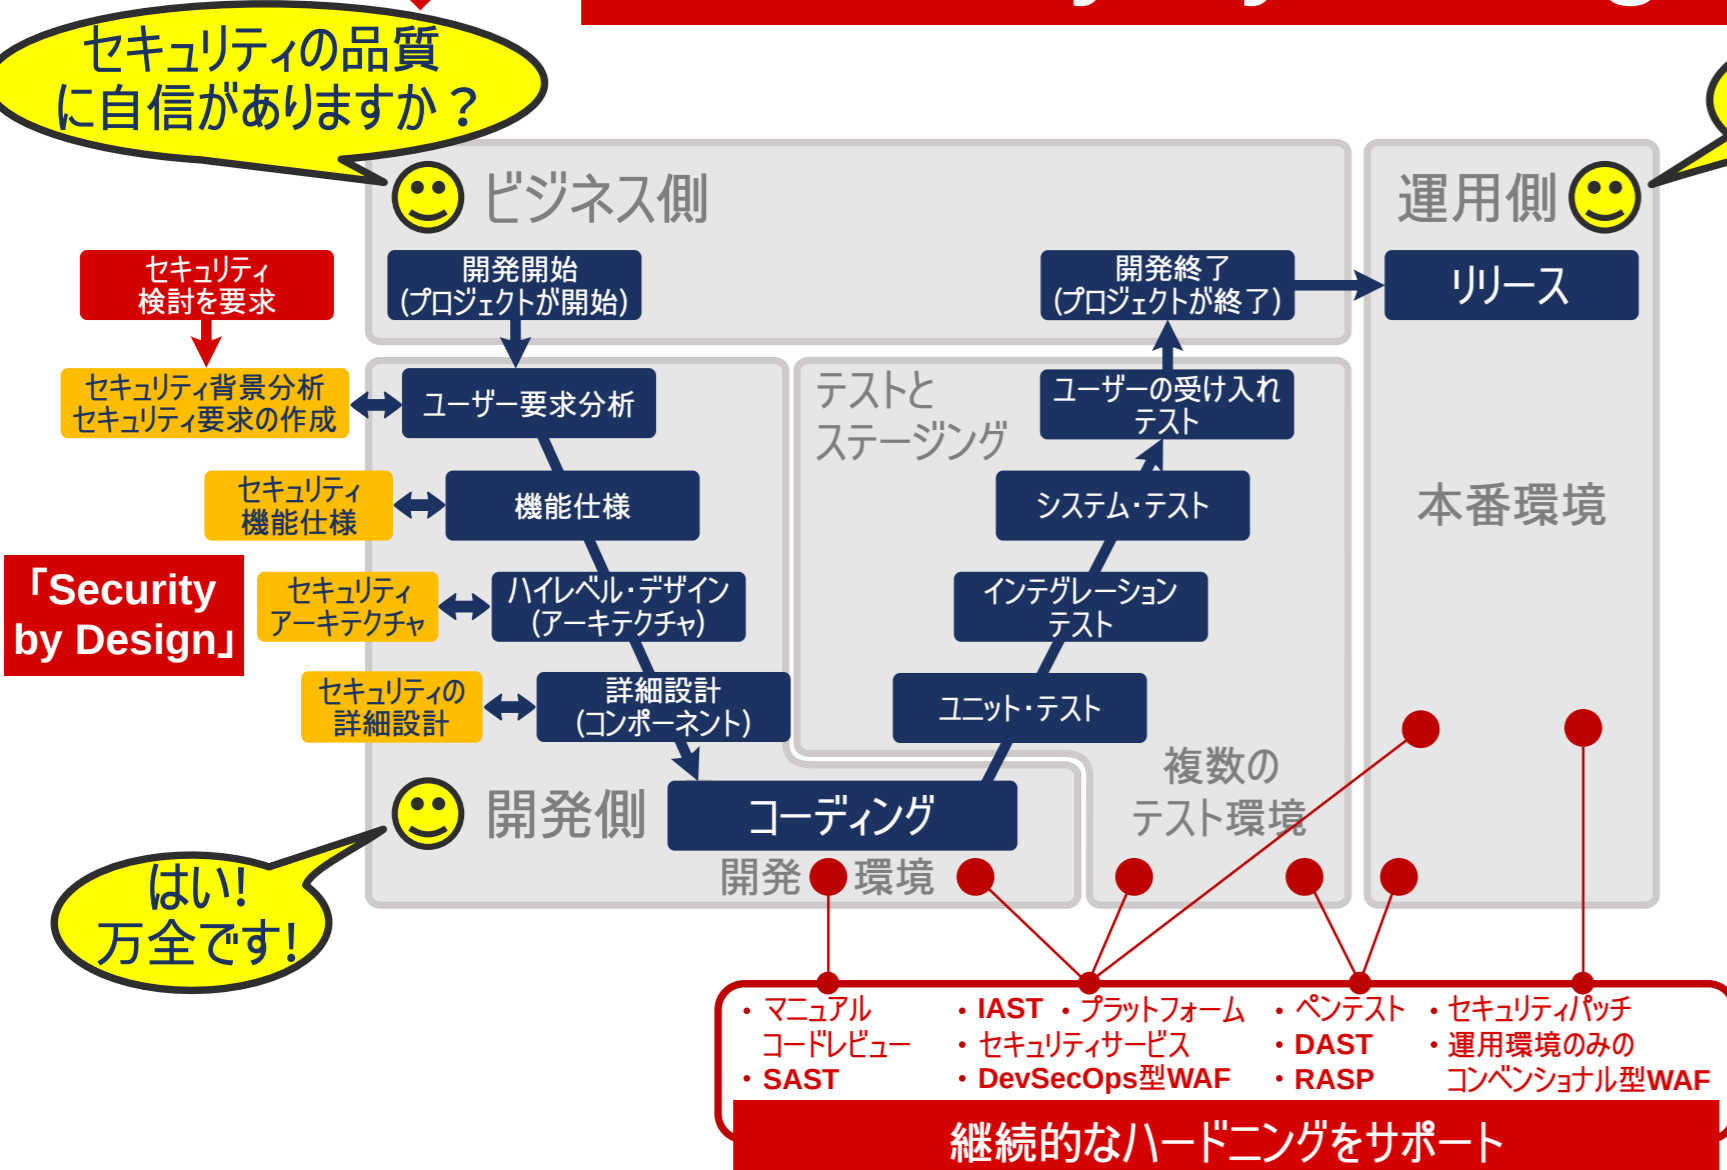 セキュリティの品質
に自信がありますか？
ビジネス側
運用側
セキュリティ
検討を要求
開発開始
(プロジェクトが開始)
開発終了
(プロジェクトが終了)
リリース
セキュリティ背景分析
セキュリティ要求の作成
ユーザー要求分析
テストと
ステージング
ユーザーの受け入れ
テスト
セキュリティ
機能仕様
機能仕様
システム・テスト
本番環境
「Security
by Design」
セキュリティ
アーキテクチャ
ハイレベル・デザイン
(アーキテクチャ)
インテグレーション
テスト
セキュリティの
詳細設計
詳細設計
(コンポーネント)
ユニット・テスト
複数の
テスト環境
開発側
コーディング
開発 環境
はい!
万全です!
・マニュアル
コードレビュー
・SAST
・IAST ・プラットフォーム
・セキュリティサービス
・DevSecOps型WAF
・ペンテスト
・DAST
・RASP
・セキュリティパッチ
・運用環境のみの
コンベンショナル型WAF
継続的なハードニングをサポート